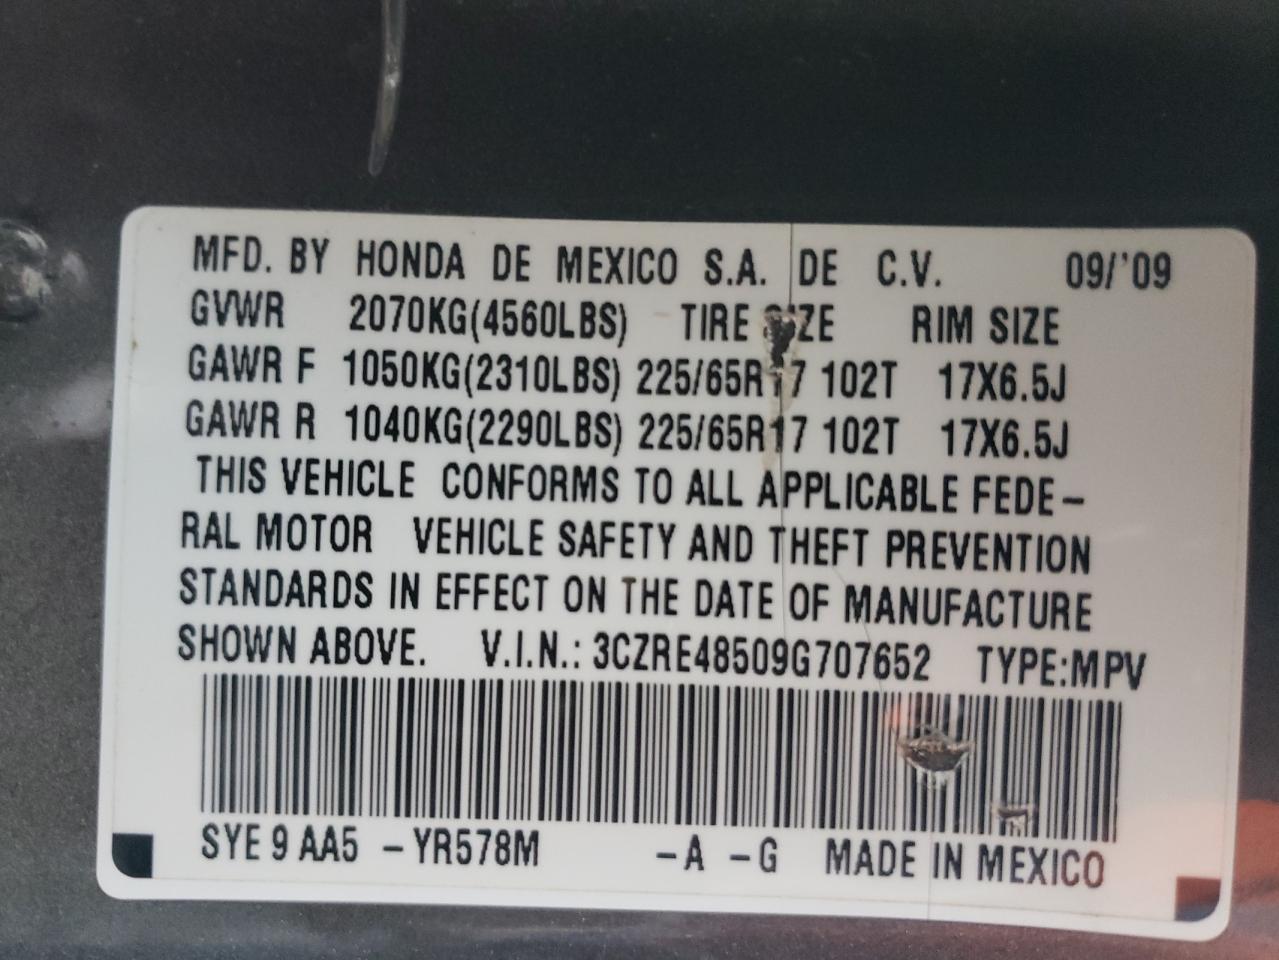 MFD. BY HONDA DE MEXICO S.A. DE C.V. 09/'09
GVWR 2070KG(4560LBS) TIRE SIZE RIM SIZE
GAWR F 1050KG(2310LBS) 225/65R17 102T 17X6.5J
GAWR R 1040KG(2290LBS) 225/65R17 102T 17X6.5J
THIS VEHICLE CONFORMS TO ALL APPLICABLE FEDE-
RAL MOTOR VEHICLE SAFETY AND THEFT PREVENTION
STANDARDS IN EFFECT ON THE DATE OF MANUFACTURE
SHOWN ABOVE. V.I.N.: 3CZRE48509G707652 TYPE:MPV
SYE 9 AA5 -YR578M -A -G MADE IN MEXICO